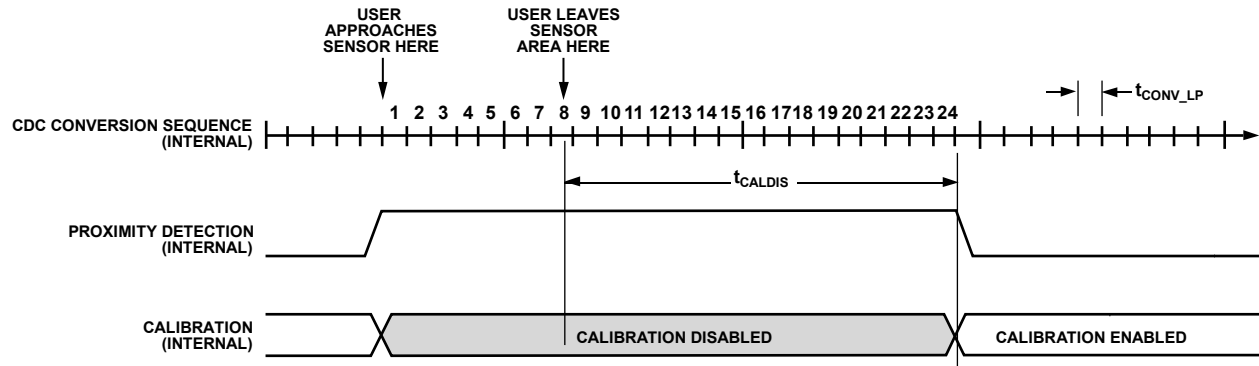 USER
APPROACHES
SENSOR HERE
USER LEAVES
SENSOR
AREA HERE
tCONV_LP
1 2 3 4 5 6 7 8 9 10 11 12 13 14 15 16 17 18 19 20 21 22 23 24
CDC CONVERSION SEQUENCE
(INTERNAL)
tCALDIS
PROXIMITY DETECTION
(INTERNAL)
CALIBRATION
(INTERNAL)
CALIBRATION DISABLED
CALIBRATION ENABLED